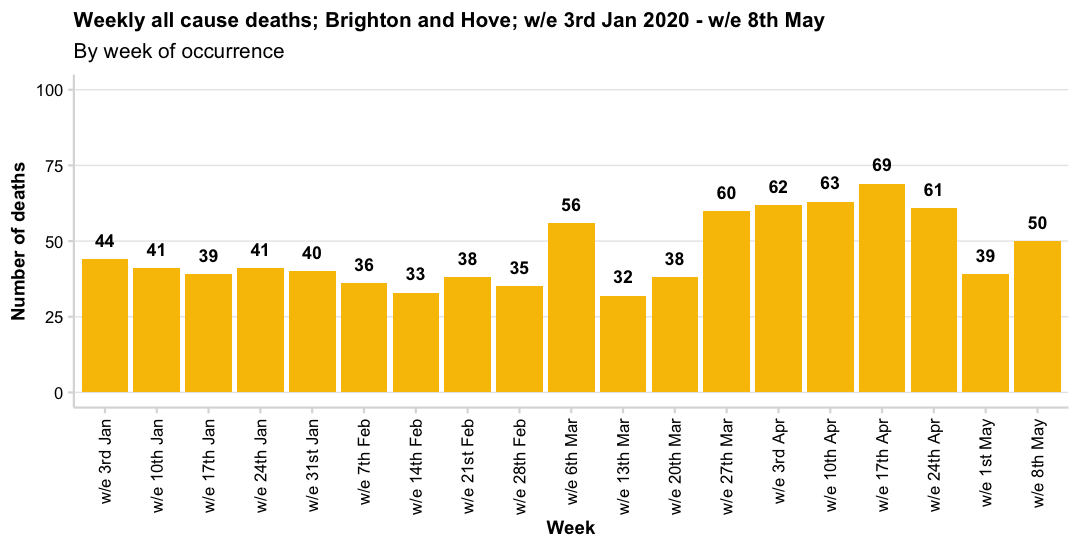 Weekly all cause deaths; Brighton and Hove; w/e 3rd Jan 2020 - w/e 8th May
By week of occurrence
Number of deaths
100
75
50
25
0
44
41
39
41
40
36
33
38
35
56
32
38
60
62
63
69
61
39
50
w/e 3rd Jan
w/e 10th Jan
w/e 17th Jan
w/e 24th Jan
w/e 31st Jan
w/e 7th Feb
w/e 14th Feb
w/e 21st Feb
w/e 28th Feb
w/e 6th Mar
w/e 13th Mar
w/e 20th Mar
w/e 27th Mar
w/e 3rd Apr
w/e 10th Apr
w/e 17th Apr
w/e 24th Apr
w/e 1st May
w/e 8th May
Week